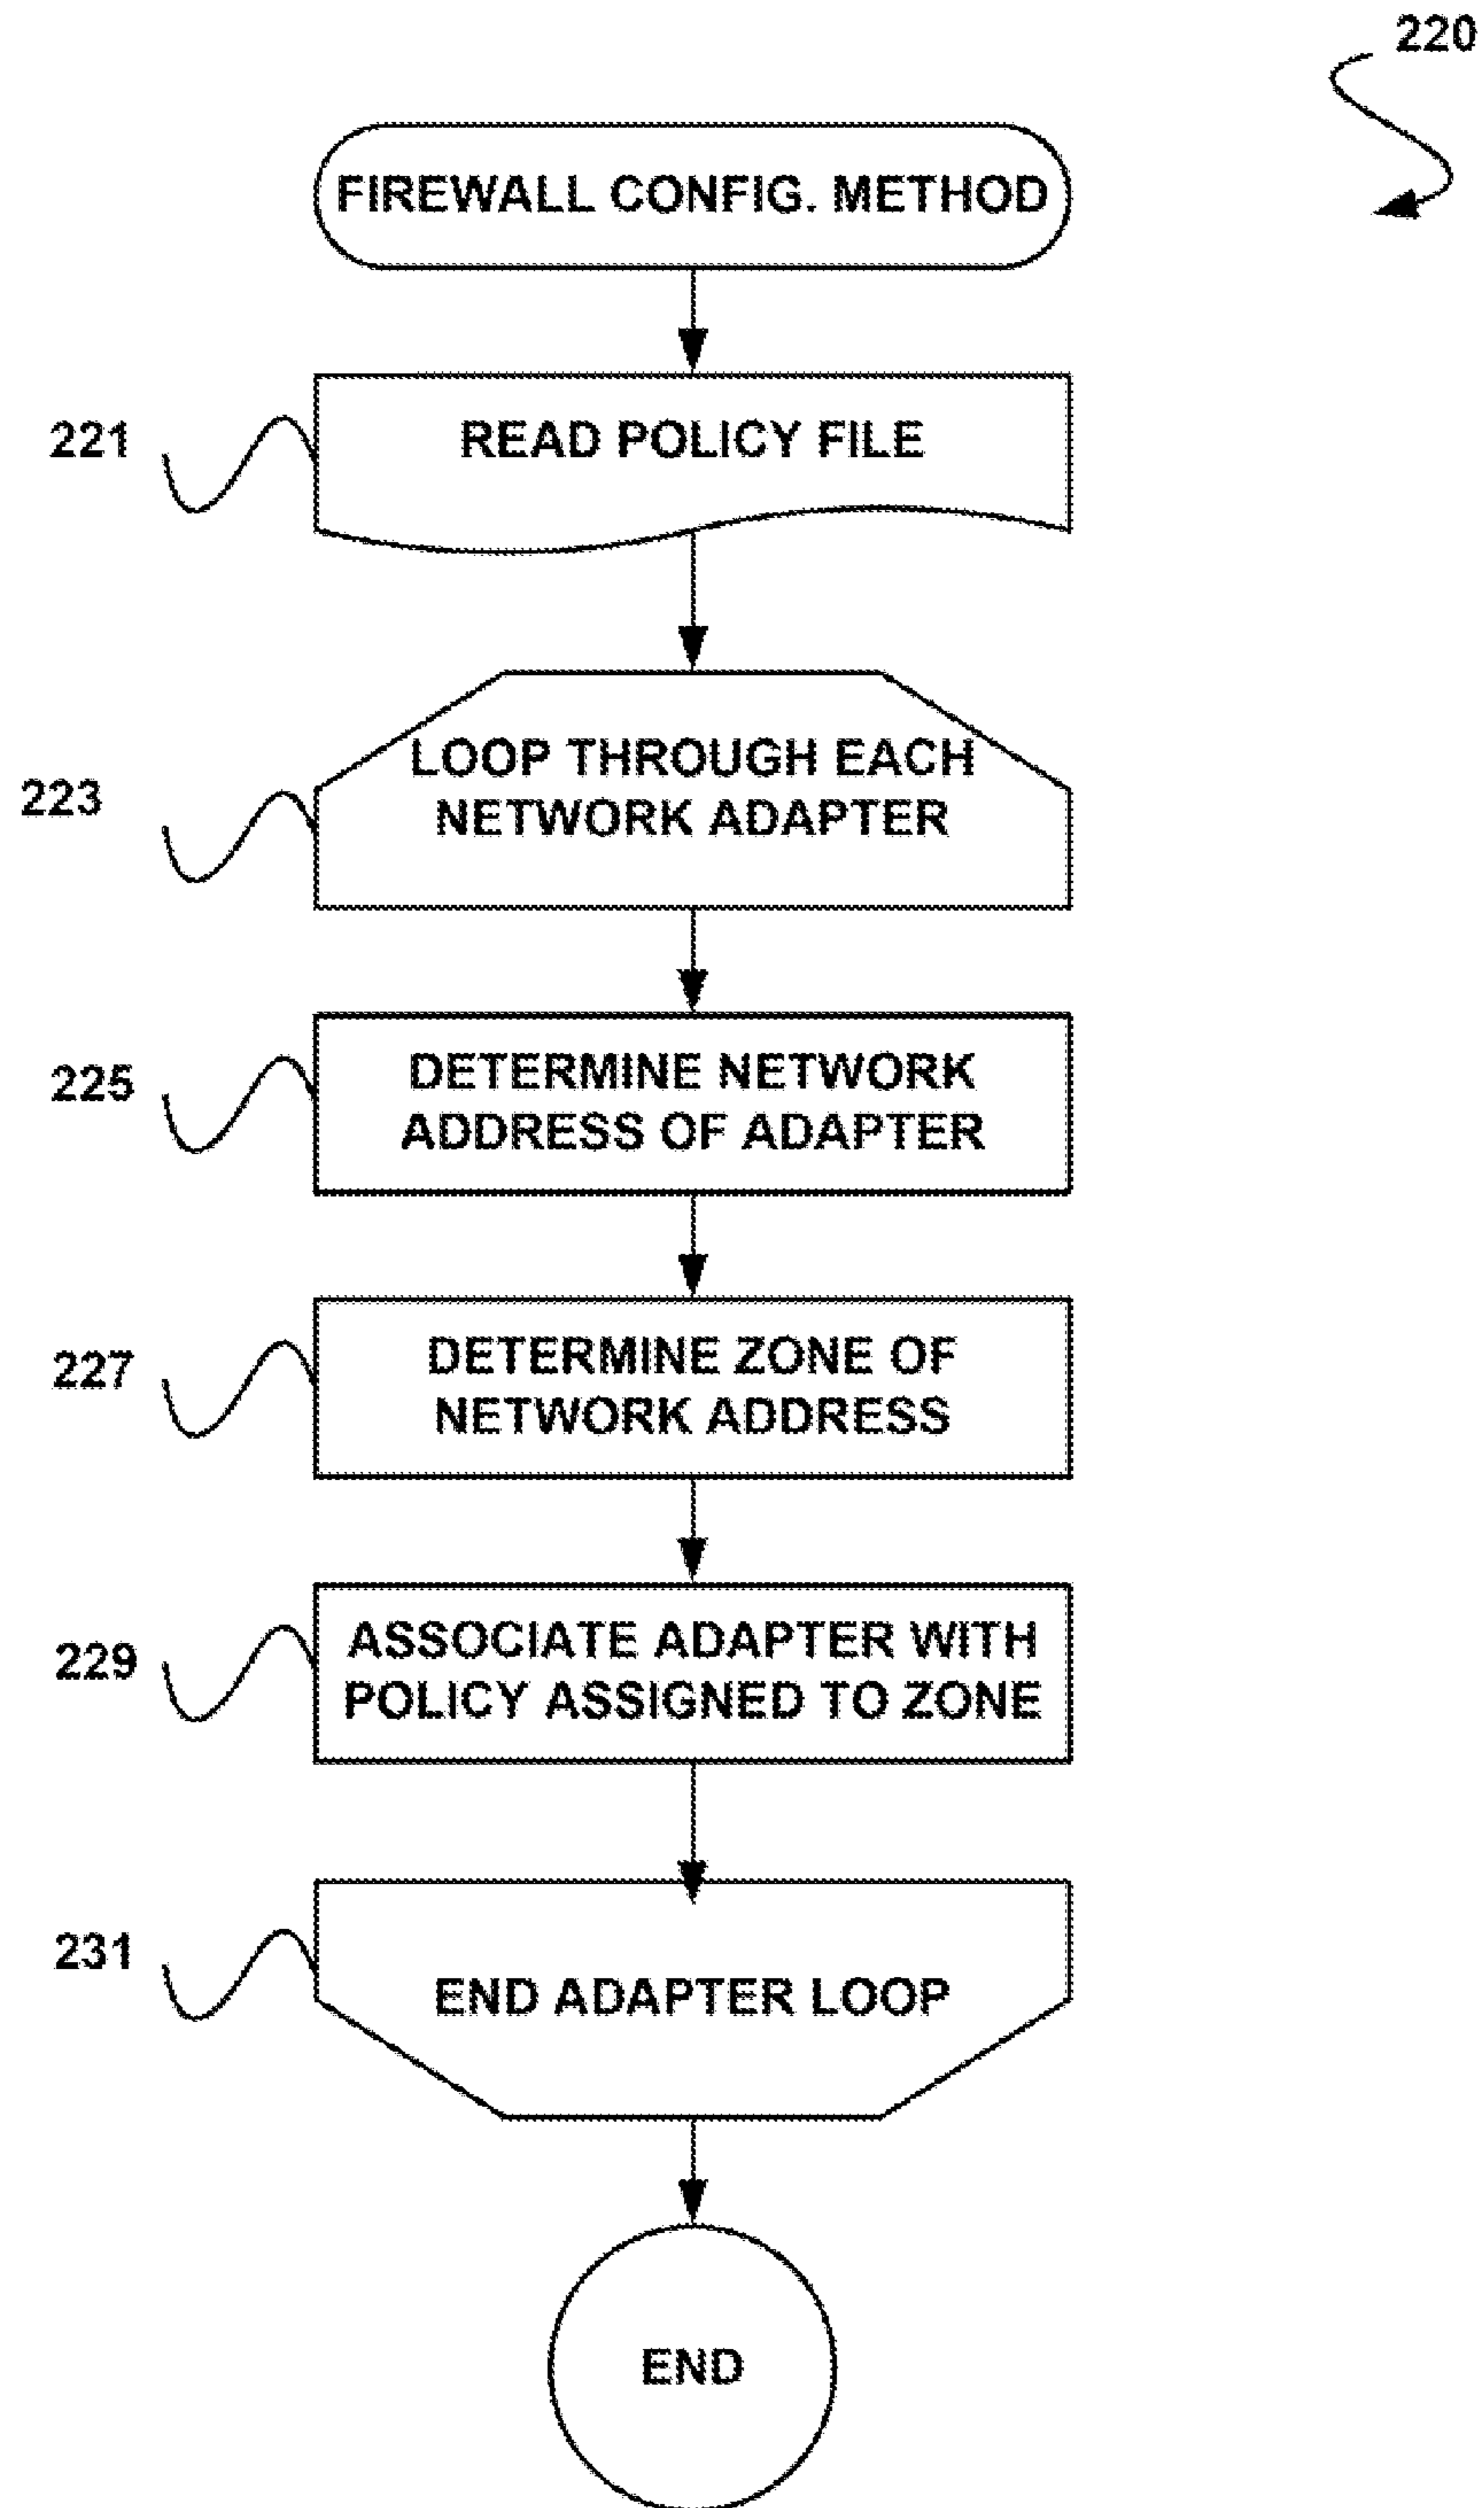 220
FIREWALL CONFIG. METHOD
221
READ POLICY FILE
223
LOOP THROUGH EACH
NETWORK ADAPTER
225
DETERMINE NETWORK
ADDRESS OF ADAPTER
227
DETERMINE ZONE OF
NETWORK ADDRESS
229
ASSOCIATE ADAPTER WITH
POLICY ASSIGNED TO ZONE
231
END ADAPTER LOOP
END